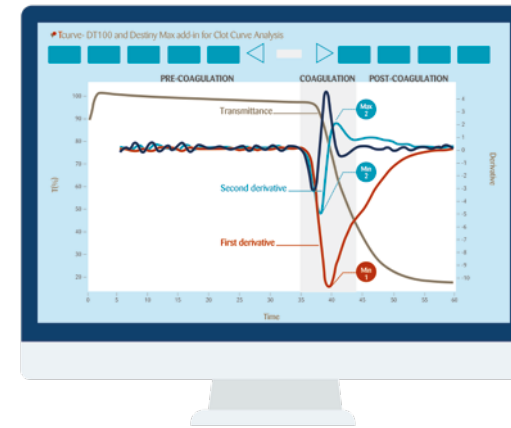 Tcurve- DT100 and Destiny Max add-in for Clot Curve Analysis
PRE-COAGULATION COAGULATION POST-COAGULATION
Transmittance
Max 2
Min 2
Second derivative
First derivative
Min 1
T(%)
100
90
80
70
60
50
40
30
20
4
3
2
1
0
-1
-2
-3
-4
-5
-6
-7
-8
-9
-10
Derivative
0 5 10 15 20 25 30 35 40 45 50 55 60
Time